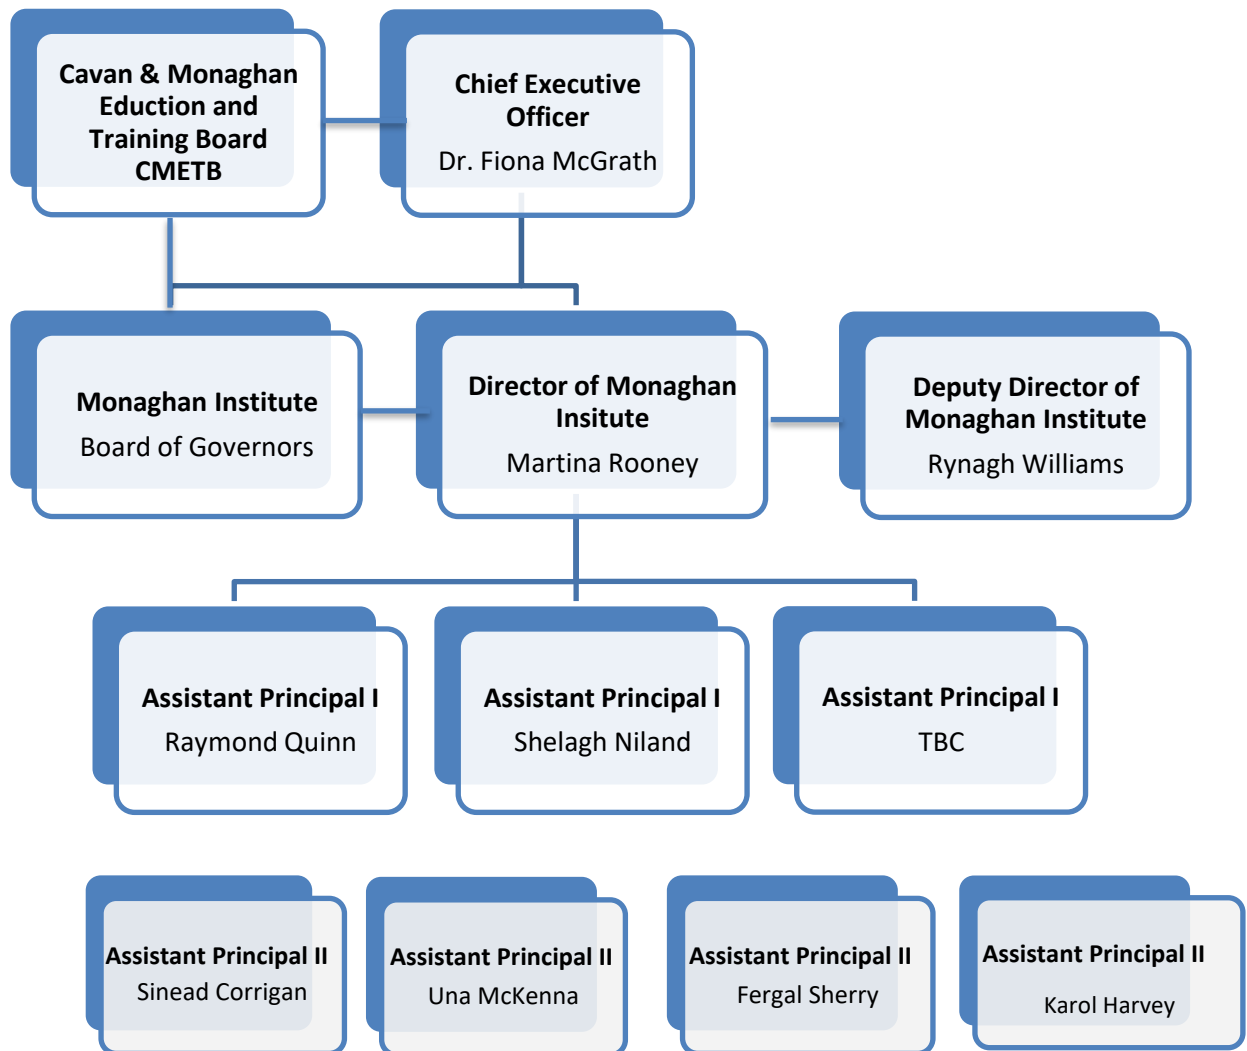 Cavan & Monaghan
Eduction and
Training Board
CMETB
Chief Executive
Officer
Dr. Fiona McGrath
Monaghan Institute
Board of Governors
Director of Monaghan
Insitute
Martina Rooney
Deputy Director of
Monaghan Institute
Rynagh Williams
Assistant Principal I
Raymond Quinn
Assistant Principal I
Shelagh Niland
Assistant Principal I
TBC
Assistant Principal II
Sinead Corrigan
Assistant Principal II
Una McKenna
Assistant Principal II
Fergal Sherry
Assistant Principal II
Karol Harvey